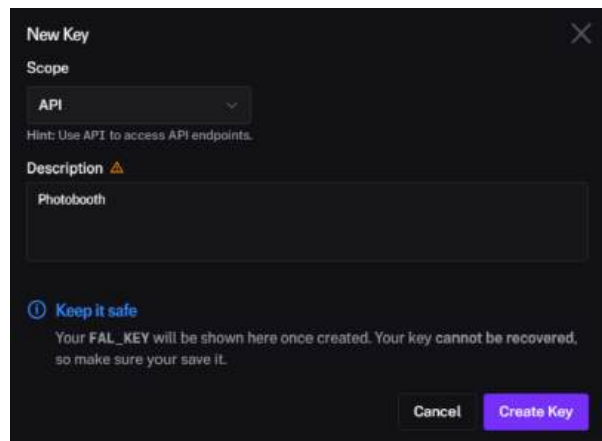 New Key
Scope
API
Hint: Use API to access API endpoints.
Description
Photobooth
Keep it safe
Your FAL_KEY will be shown here once created. Your key cannot be recovered,
so make sure your save it.
Cancel
Create Key